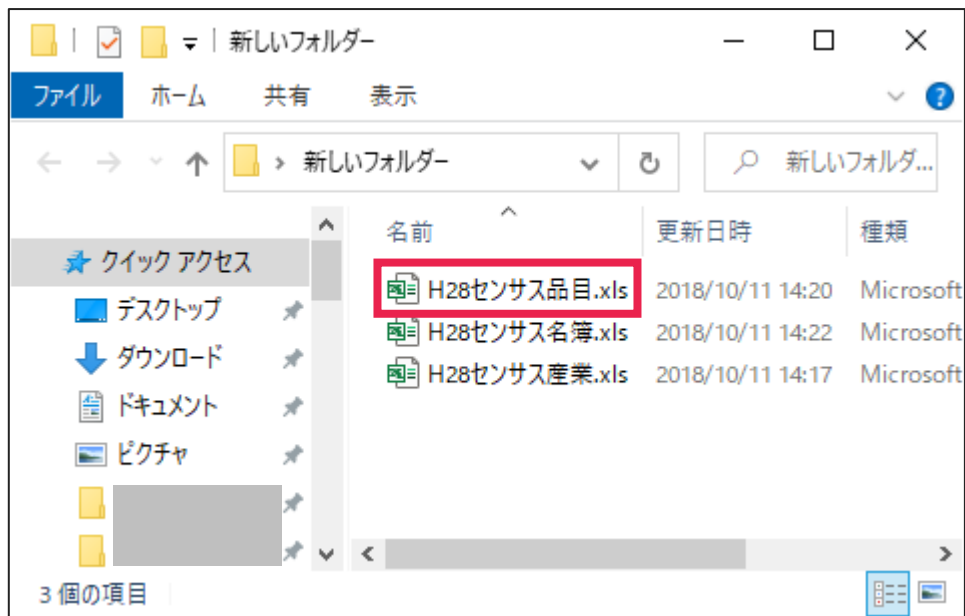 新しいフォルダー
ファイル ホーム 共有 表示
新しいフォルダー 新しいフォルダ...
名前 更新日時 種類
クイック アクセス
デスクトップ
ダウンロード
ドキュメント
ピクチャ
H28センサス品目.xls 2018/10/11 14:20 Microsoft
H28センサス名簿.xls 2018/10/11 14:22 Microsoft
H28センサス産業.xls 2018/10/11 14:17 Microsoft
3 個の項目